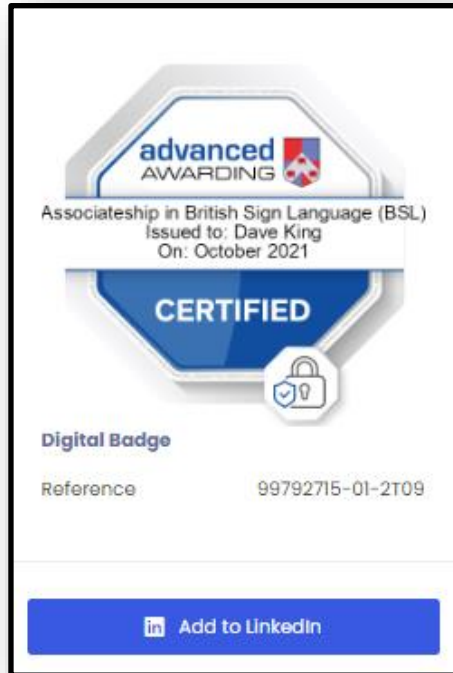 advanced
AWARDING
Associateship in British Sign Language (BSL)
Issued to: Dave King
On: October 2021
CERTIFIED
Digital Badge
Reference 99792715-01-2T09
in Add to LinkedIn